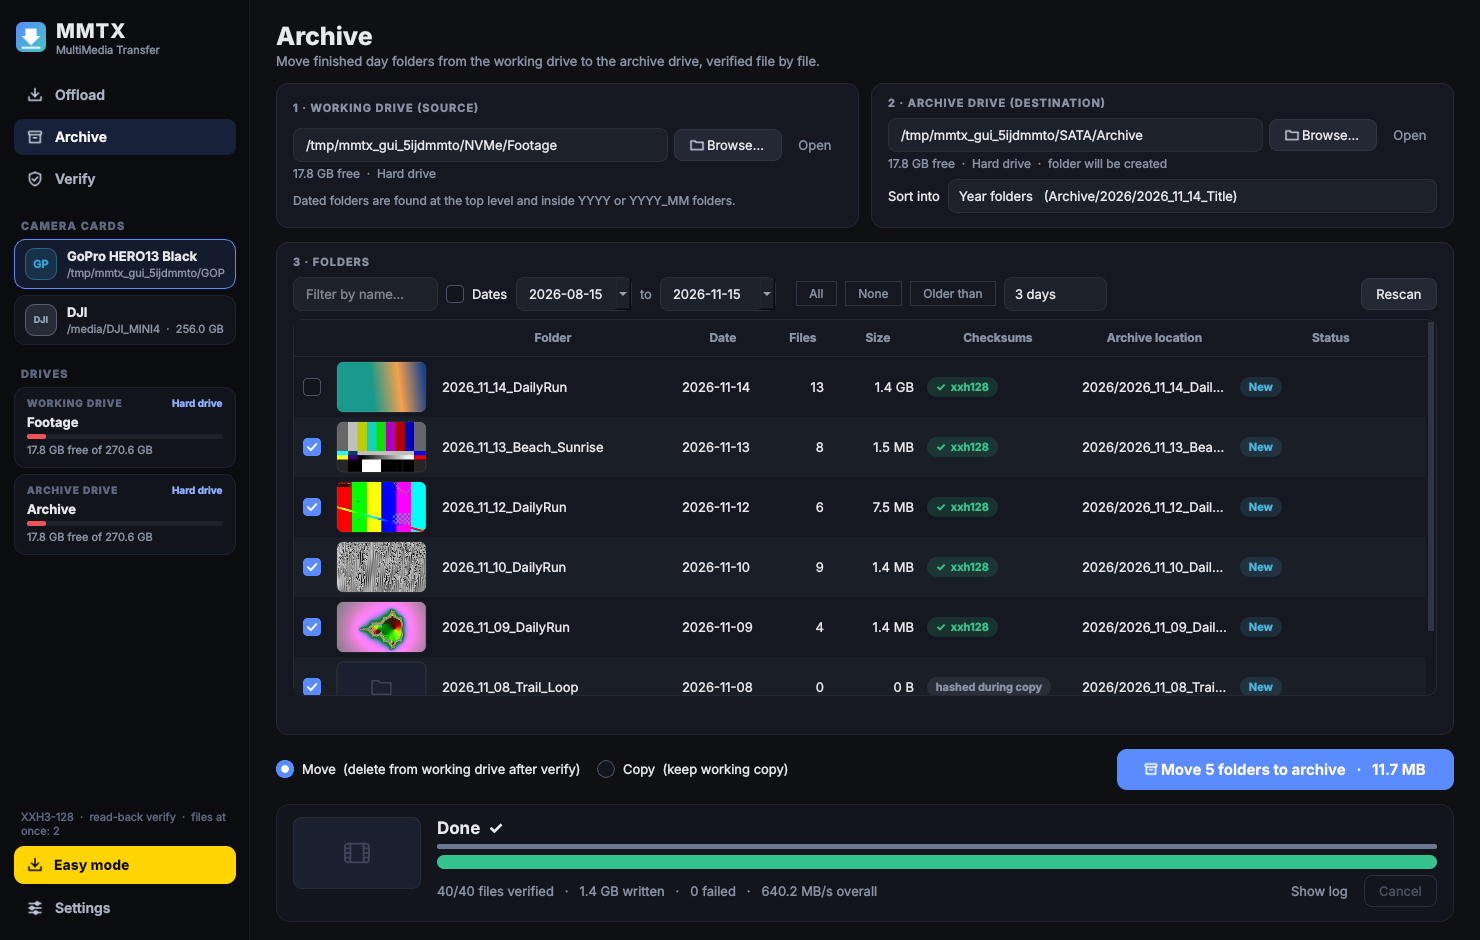 MMTX
MultiMedia Transfer
Offload
Archive
Verify
CAMERA CARDS
GP
GoPro HERO13 Black
/tmp/mmtx_gui_5ijdmmto/GOP
DJI
DJI
/media/DJI_MINI4 · 256.0 GB
DRIVES
WORKING DRIVE Hard drive
Footage
17.8 GB free of 270.6 GB
ARCHIVE DRIVE Hard drive
Archive
17.8 GB free of 270.6 GB
XXH3-128 · read-back verify · files at
once: 2
Easy mode
Settings
Archive
Move finished day folders from the working drive to the archive drive, verified file by file.
1 · WORKING DRIVE (SOURCE)
/tmp/mmtx_gui_5ijdmmto/NVMe/Footage Browse... Open
17.8 GB free · Hard drive
Dated folders are found at the top level and inside YYYY or YYYY_MM folders.
2 · ARCHIVE DRIVE (DESTINATION)
/tmp/mmtx_gui_5ijdmmto/SATA/Archive Browse... Open
17.8 GB free · Hard drive · folder will be created
Sort into Year folders (Archive/2026/2026_11_14_Title)
3 · FOLDERS
Filter by name... Dates 2026-08-15 to 2026-11-15 All None Older than 3 days Rescan
Folder Date Files Size Checksums Archive location Status
2026_11_14_DailyRun 2026-11-14 13 1.4 GB ✓ xxh128 2026/2026_11_14_Dail... New
2026_11_13_Beach_Sunrise 2026-11-13 8 1.5 MB ✓ xxh128 2026/2026_11_13_Bea... New
2026_11_12_DailyRun 2026-11-12 6 7.5 MB ✓ xxh128 2026/2026_11_12_Dail... New
2026_11_10_DailyRun 2026-11-10 9 1.4 MB ✓ xxh128 2026/2026_11_10_Dail... New
2026_11_09_DailyRun 2026-11-09 4 1.4 MB ✓ xxh128 2026/2026_11_09_Dail... New
2026_11_08_Trail_Loop 2026-11-08 0 0 B hashed during copy 2026/2026_11_08_Trai... New
Move (delete from working drive after verify) Copy (keep working copy) Move 5 folders to archive · 11.7 MB
Done ✓
40/40 files verified · 1.4 GB written · 0 failed · 640.2 MB/s overall Show log Cancel